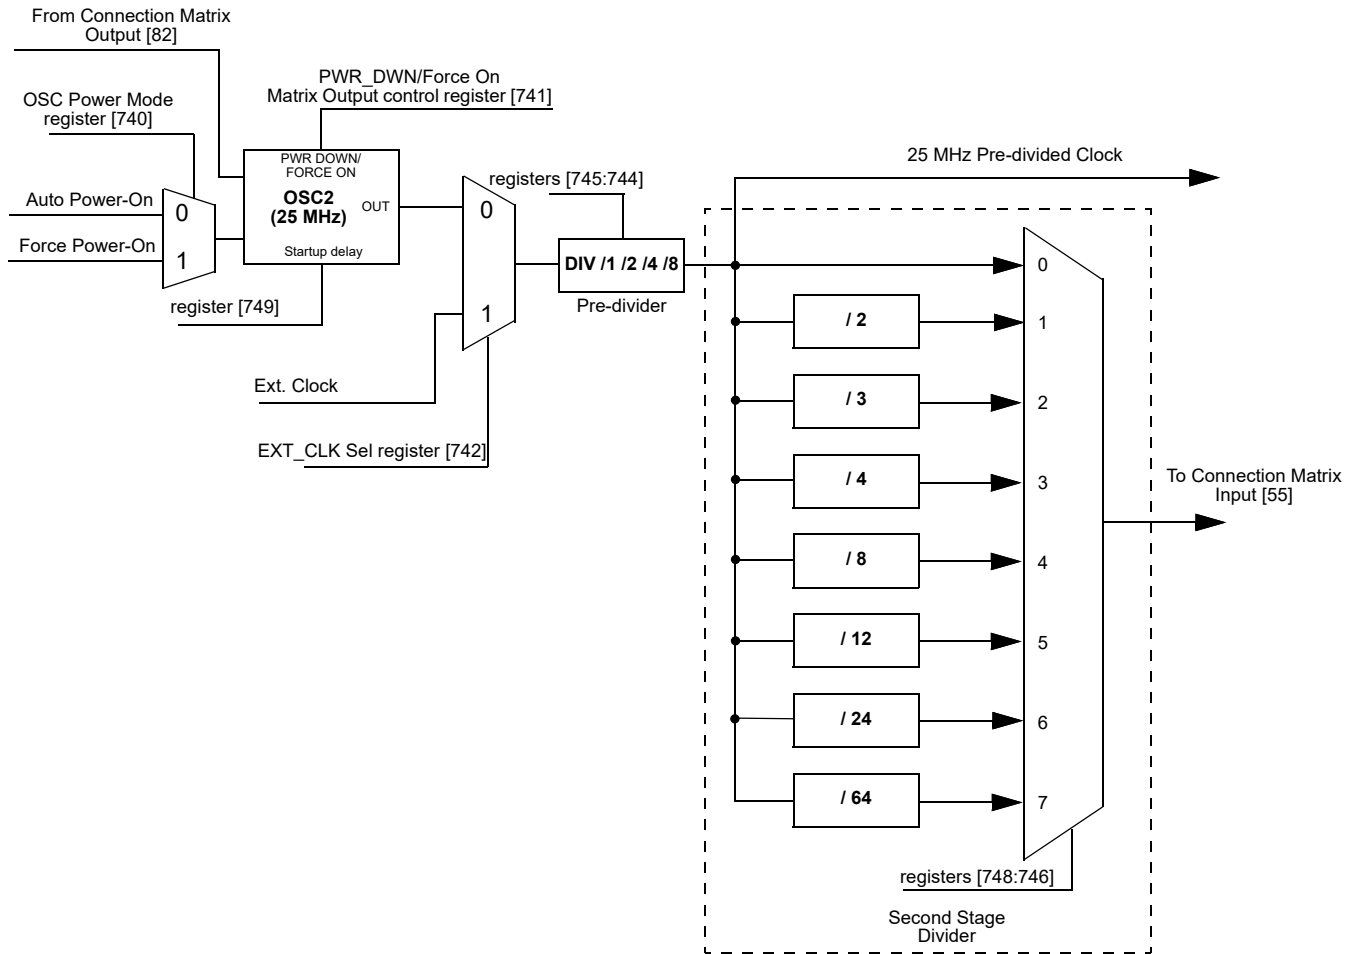 From Connection Matrix
Output [82]
PWR_DWN/Force On
Matrix Output control register [741]
OSC Power Mode
register [740]
Auto Power-On
Force Power-On
0
1
PWR DOWN/
FORCE ON
OSC2
(25 MHz)
OUT
Startup delay
register [749]
0
1
Ext. Clock
EXT_CLK Sel register [742]
registers [745:744]
DIV /1 /2 /4 /8
Pre-divider
25 MHz Pre-divided Clock
0
/ 2
1
/ 3
2
/ 4
3
/ 8
4
/ 12
5
/ 24
6
/ 64
7
To Connection Matrix
Input [55]
registers [748:746]
Second Stage
Divider